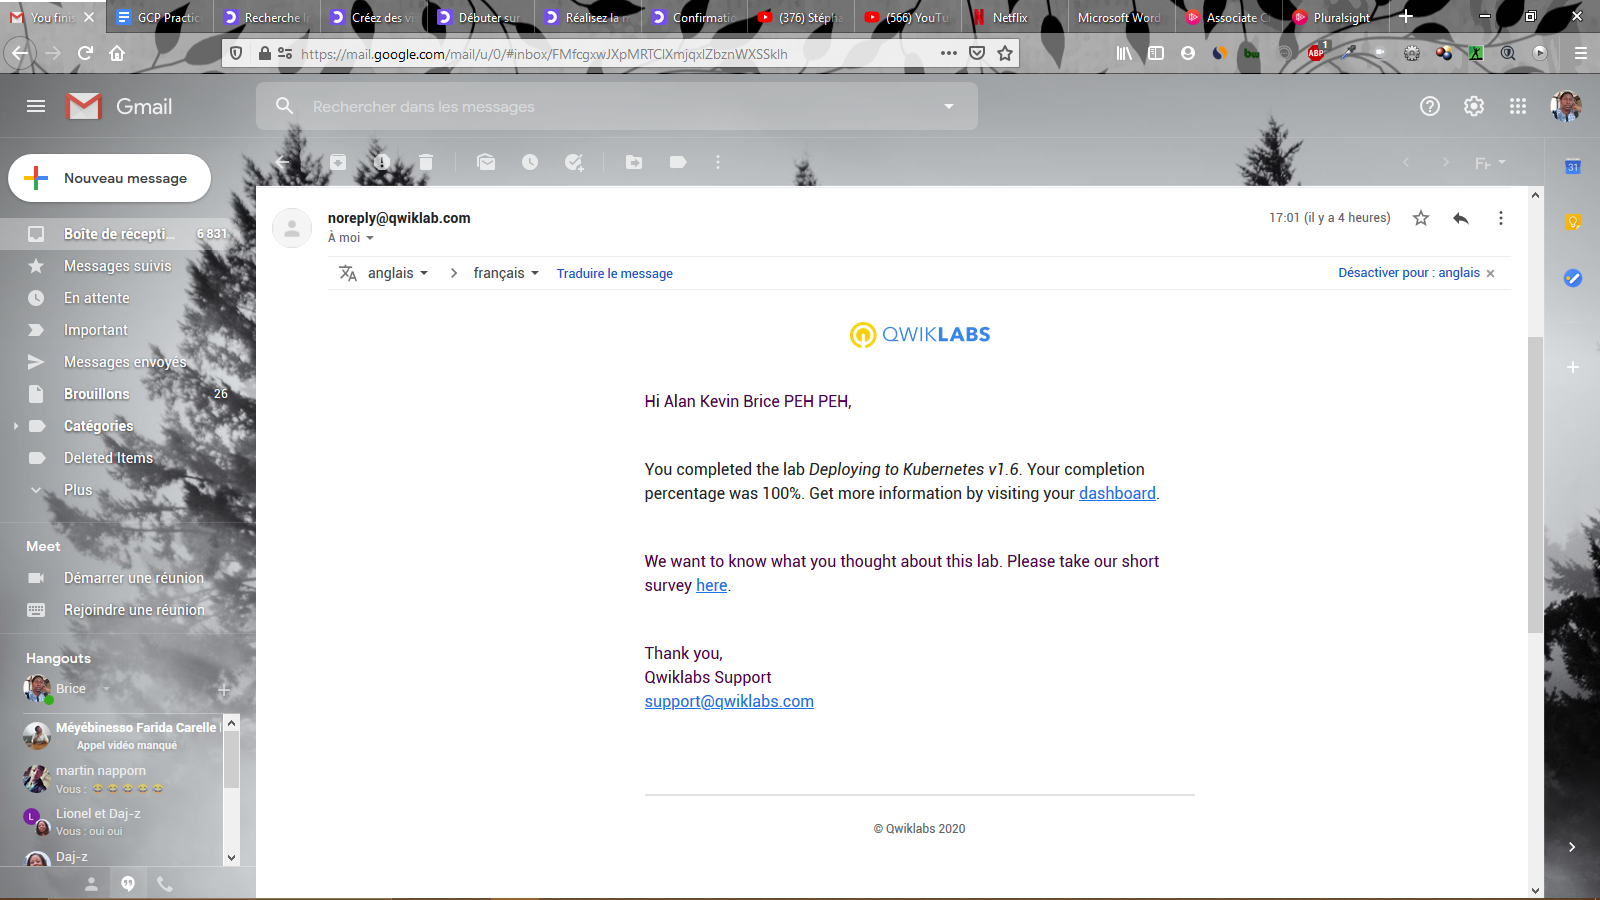 You finis
GCP Practic
Recherche I
Créez des vi
Débuter sur
Réalisez la m
Confirmatio
(376) Stépha
(566) YouTu
Netflix
Microsoft Word
Associate C
Pluralsight
https://mail.google.com/mail/u/0/#inbox/FMfcgxwJXpMRTClXmjqxlZbznWXSSklh
ABP 1
Gmail
Rechercher dans les messages
Nouveau message
Fr
31
Boîte de récepti... 6 831
Messages suivis
En attente
Important
Messages envoyés
Brouillons 26
Catégories
Deleted Items
Plus
Meet
Démarrer une réunion
Rejoindre une réunion
Hangouts
Brice
Méyébinesso Farida Carelle
Appel vidéo manqué
martin napporn
Vous : 😂 😂 😂 😂 😂
L
Lionel et Daj-z
Vous : oui oui
Daj-z
noreply@qwiklab.com
17:01 (il y a 4 heures)
À moi
anglais > français Traduire le message
Désactiver pour : anglais ×
QWIKLABS
Hi Alan Kevin Brice PEH PEH,
You completed the lab Deploying to Kubernetes v1.6. Your completion
percentage was 100%. Get more information by visiting your dashboard.
We want to know what you thought about this lab. Please take our short
survey here.
Thank you,
Qwiklabs Support
support@qwiklabs.com
© Qwiklabs 2020